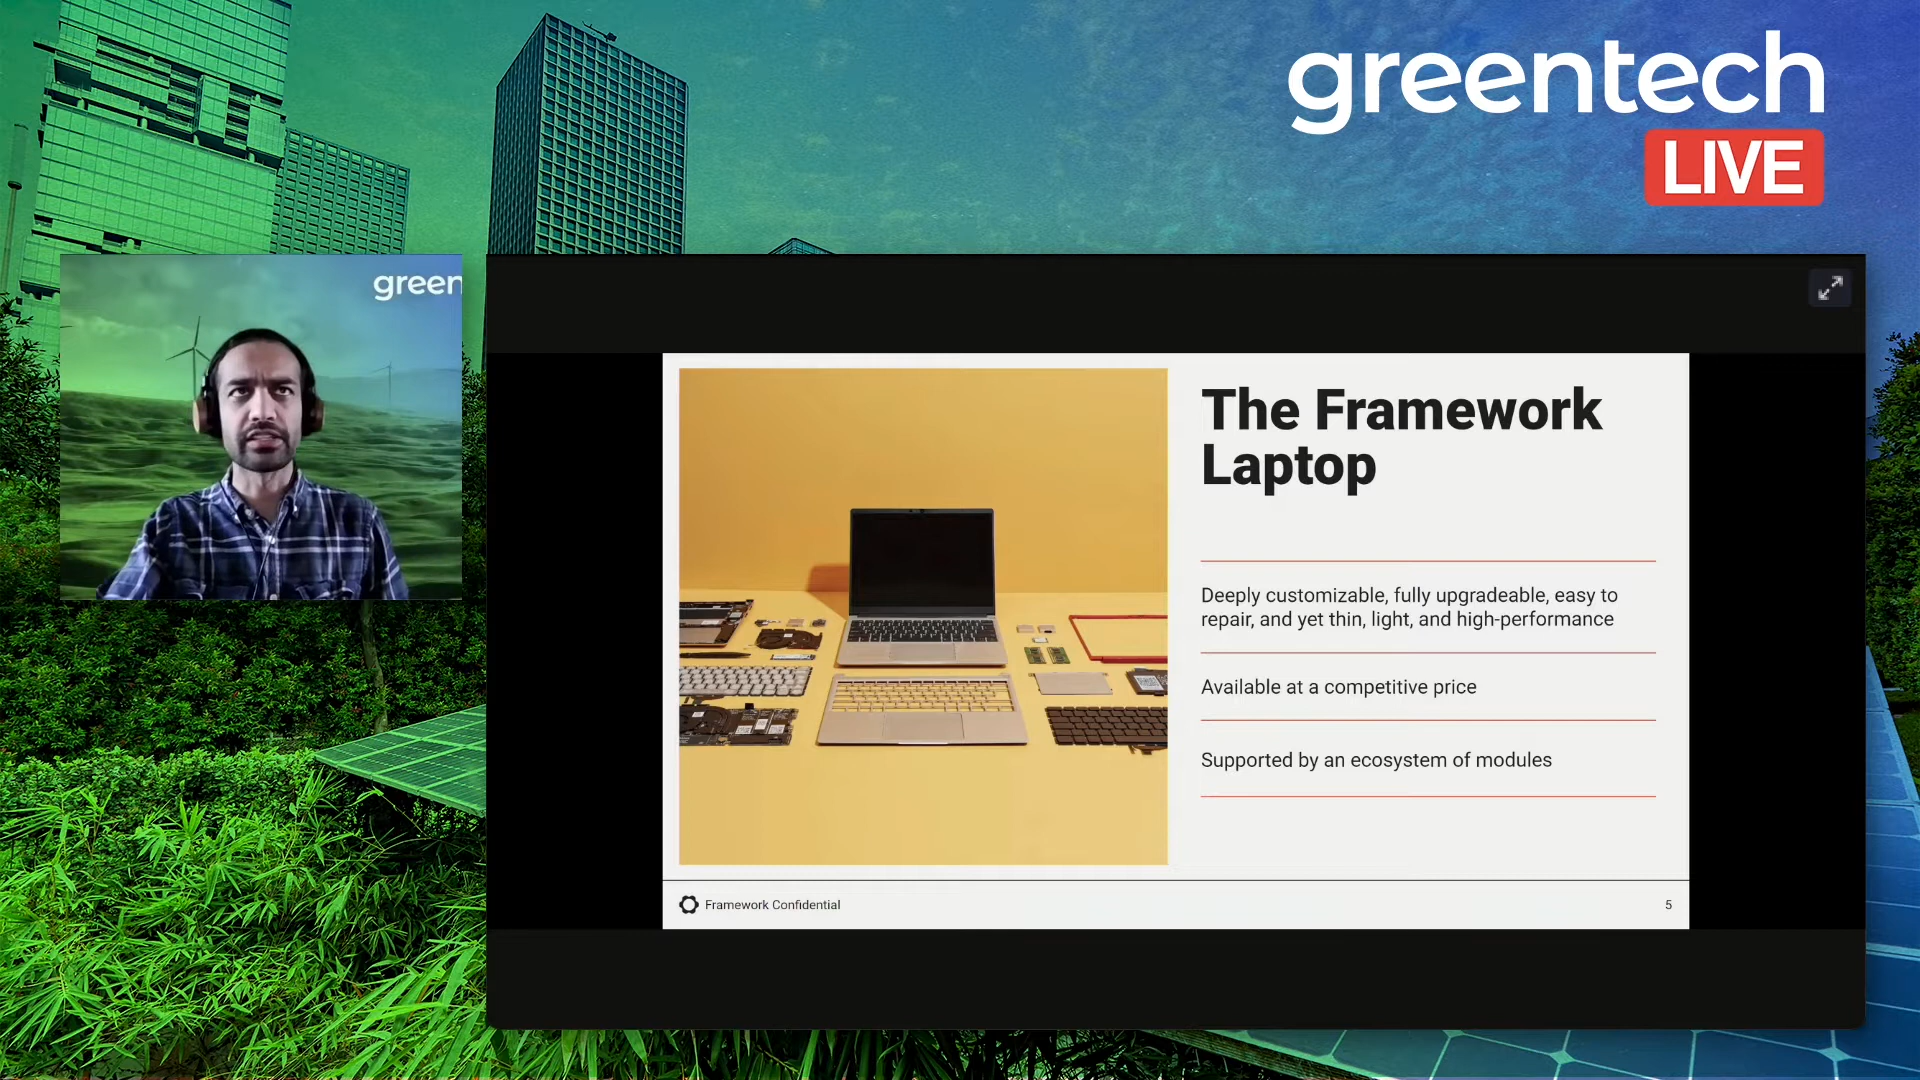 greentech
LIVE
green
The Framework
Laptop
Deeply customizable, fully upgradeable, easy to
repair, and yet thin, light, and high-performance
Available at a competitive price
Supported by an ecosystem of modules
Framework Confidential
5